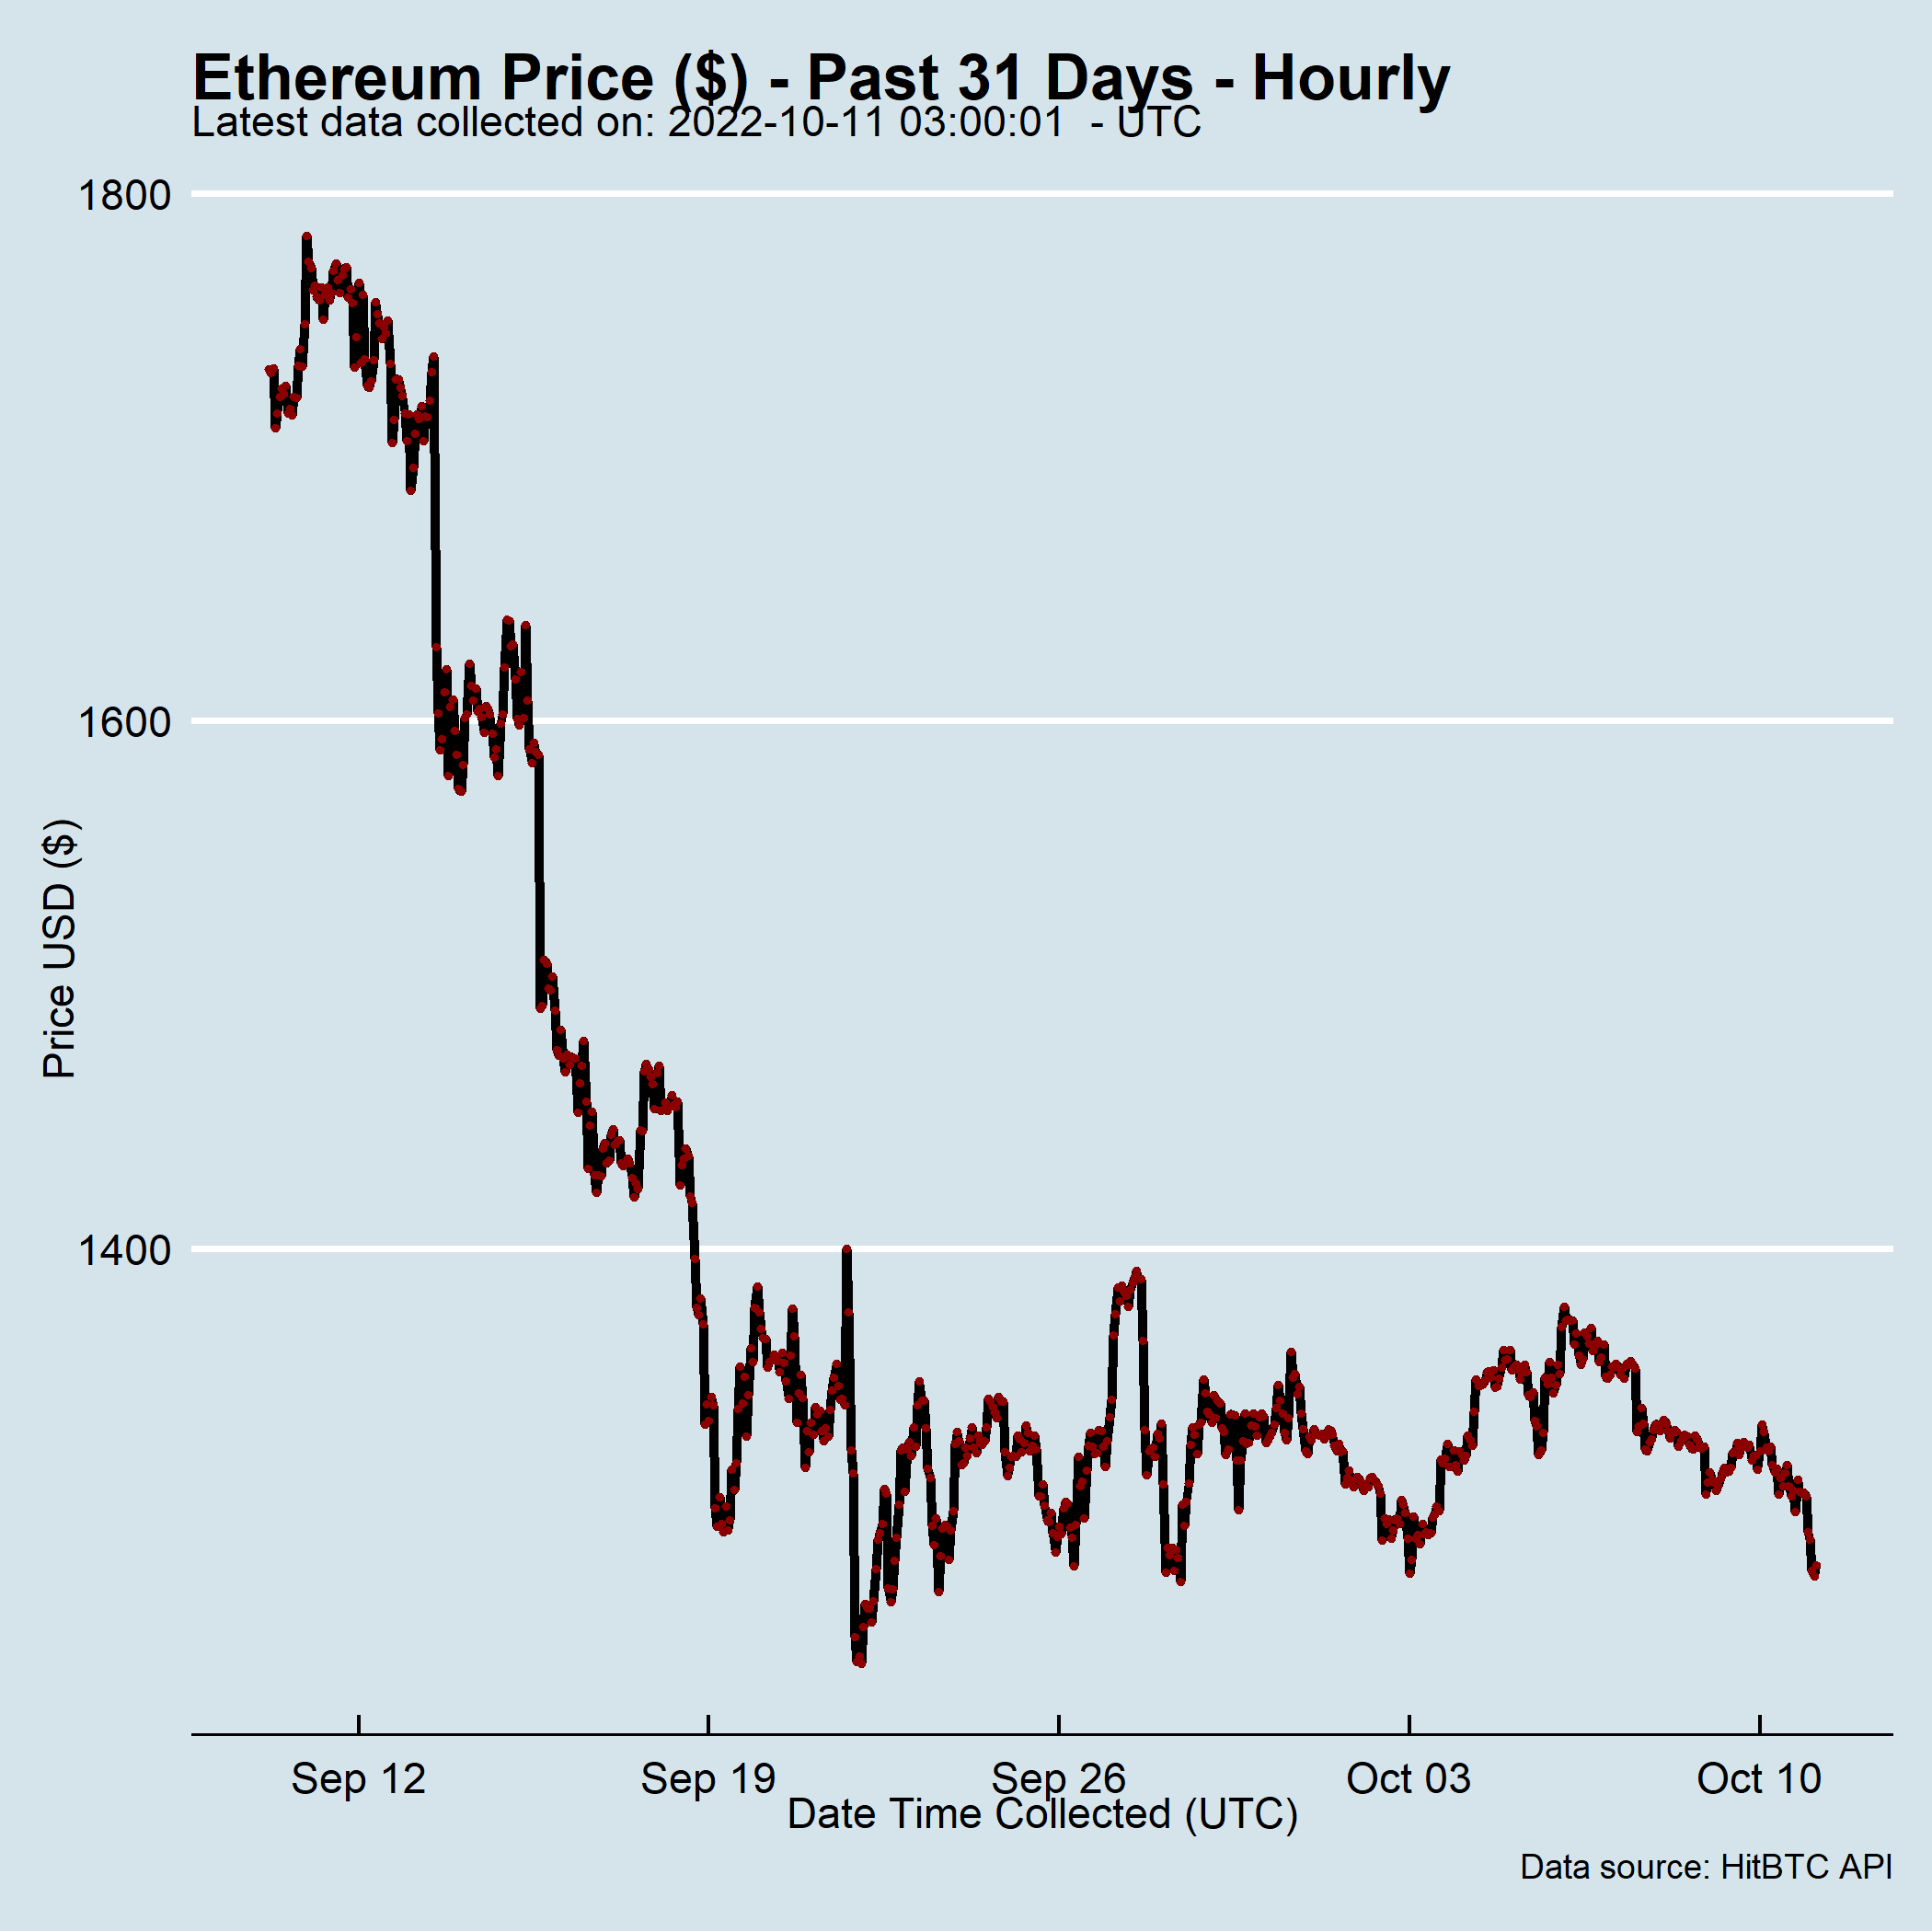 Ethereum Price ($) - Past 31 Days - Hourly
Latest data collected on: 2022-10-11 03:00:01 - UTC
1800
1600
1400
Price USD ($)
Sep 12
Sep 19
Sep 26
Oct 03
Oct 10
Date Time Collected (UTC)
Data source: HitBTC API